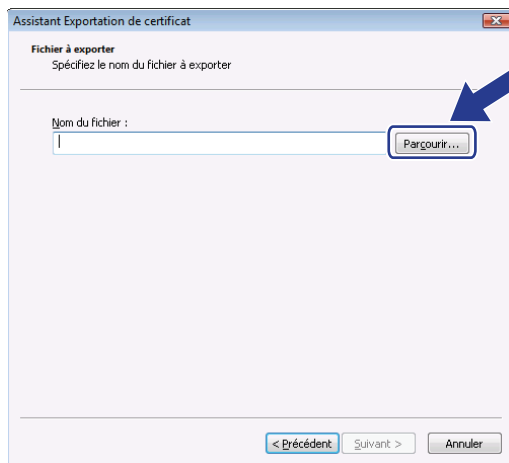 Assistant Exportation de certificat
Fichier à exporter
Spécifiez le nom du fichier à exporter
Nom du fichier :
Parcourir...
< Précédent
Suivant >
Annuler